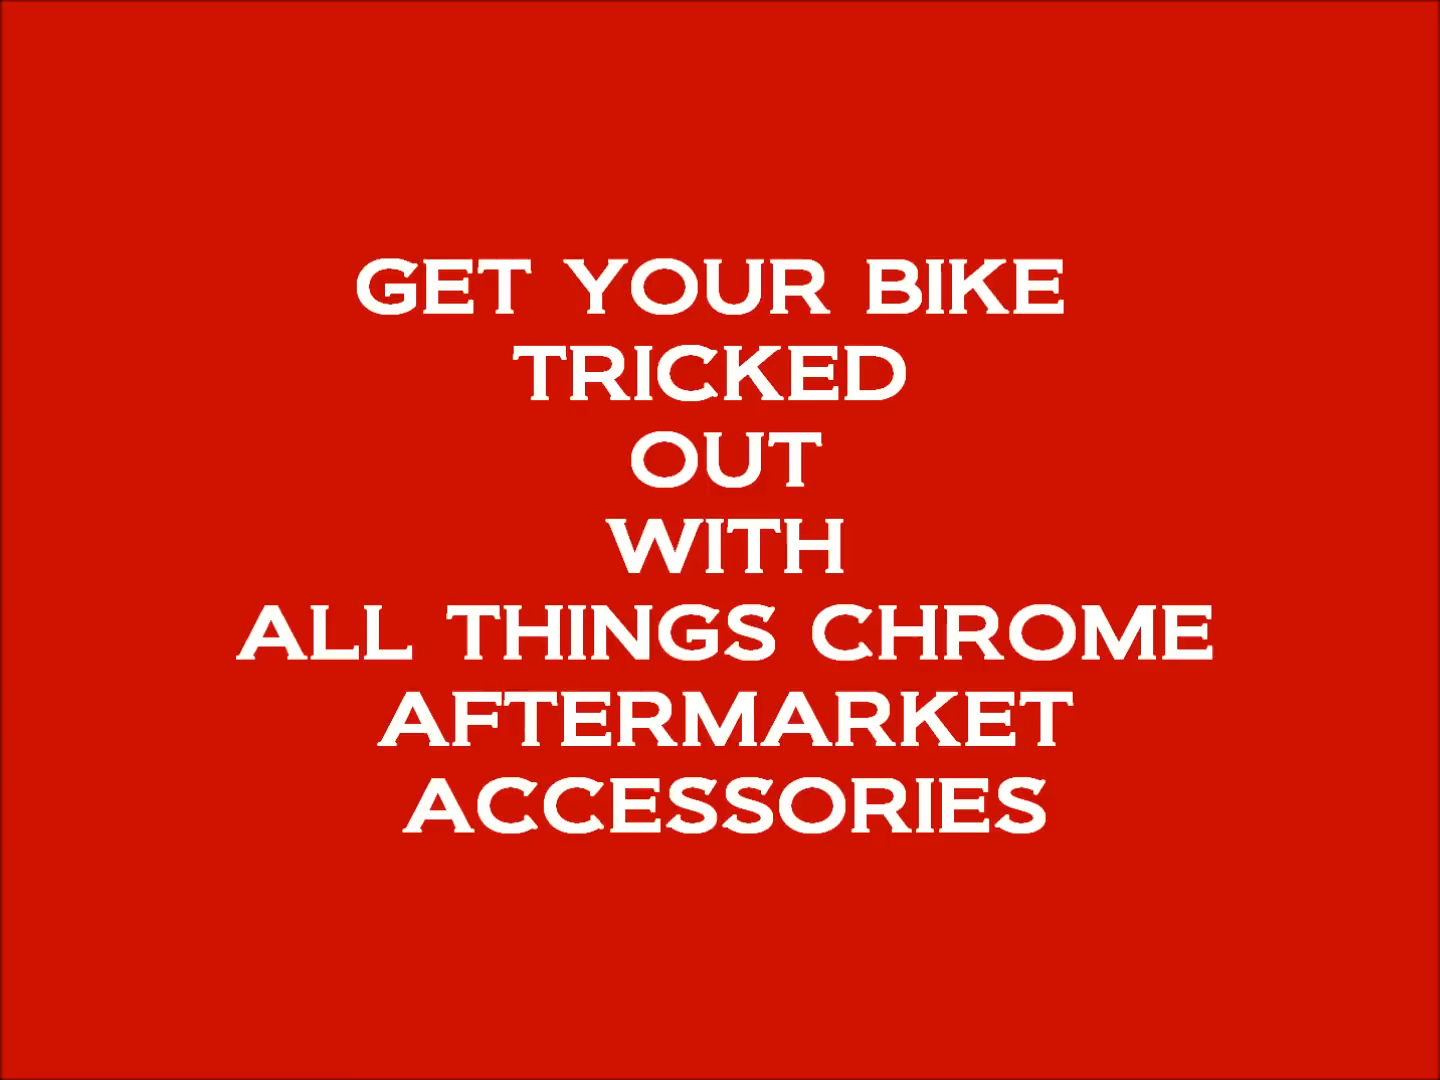 GET YOUR BIKE
TRICKED
OUT
WITH
ALL THINGS CHROME
AFTERMARKET
ACCESSORIES